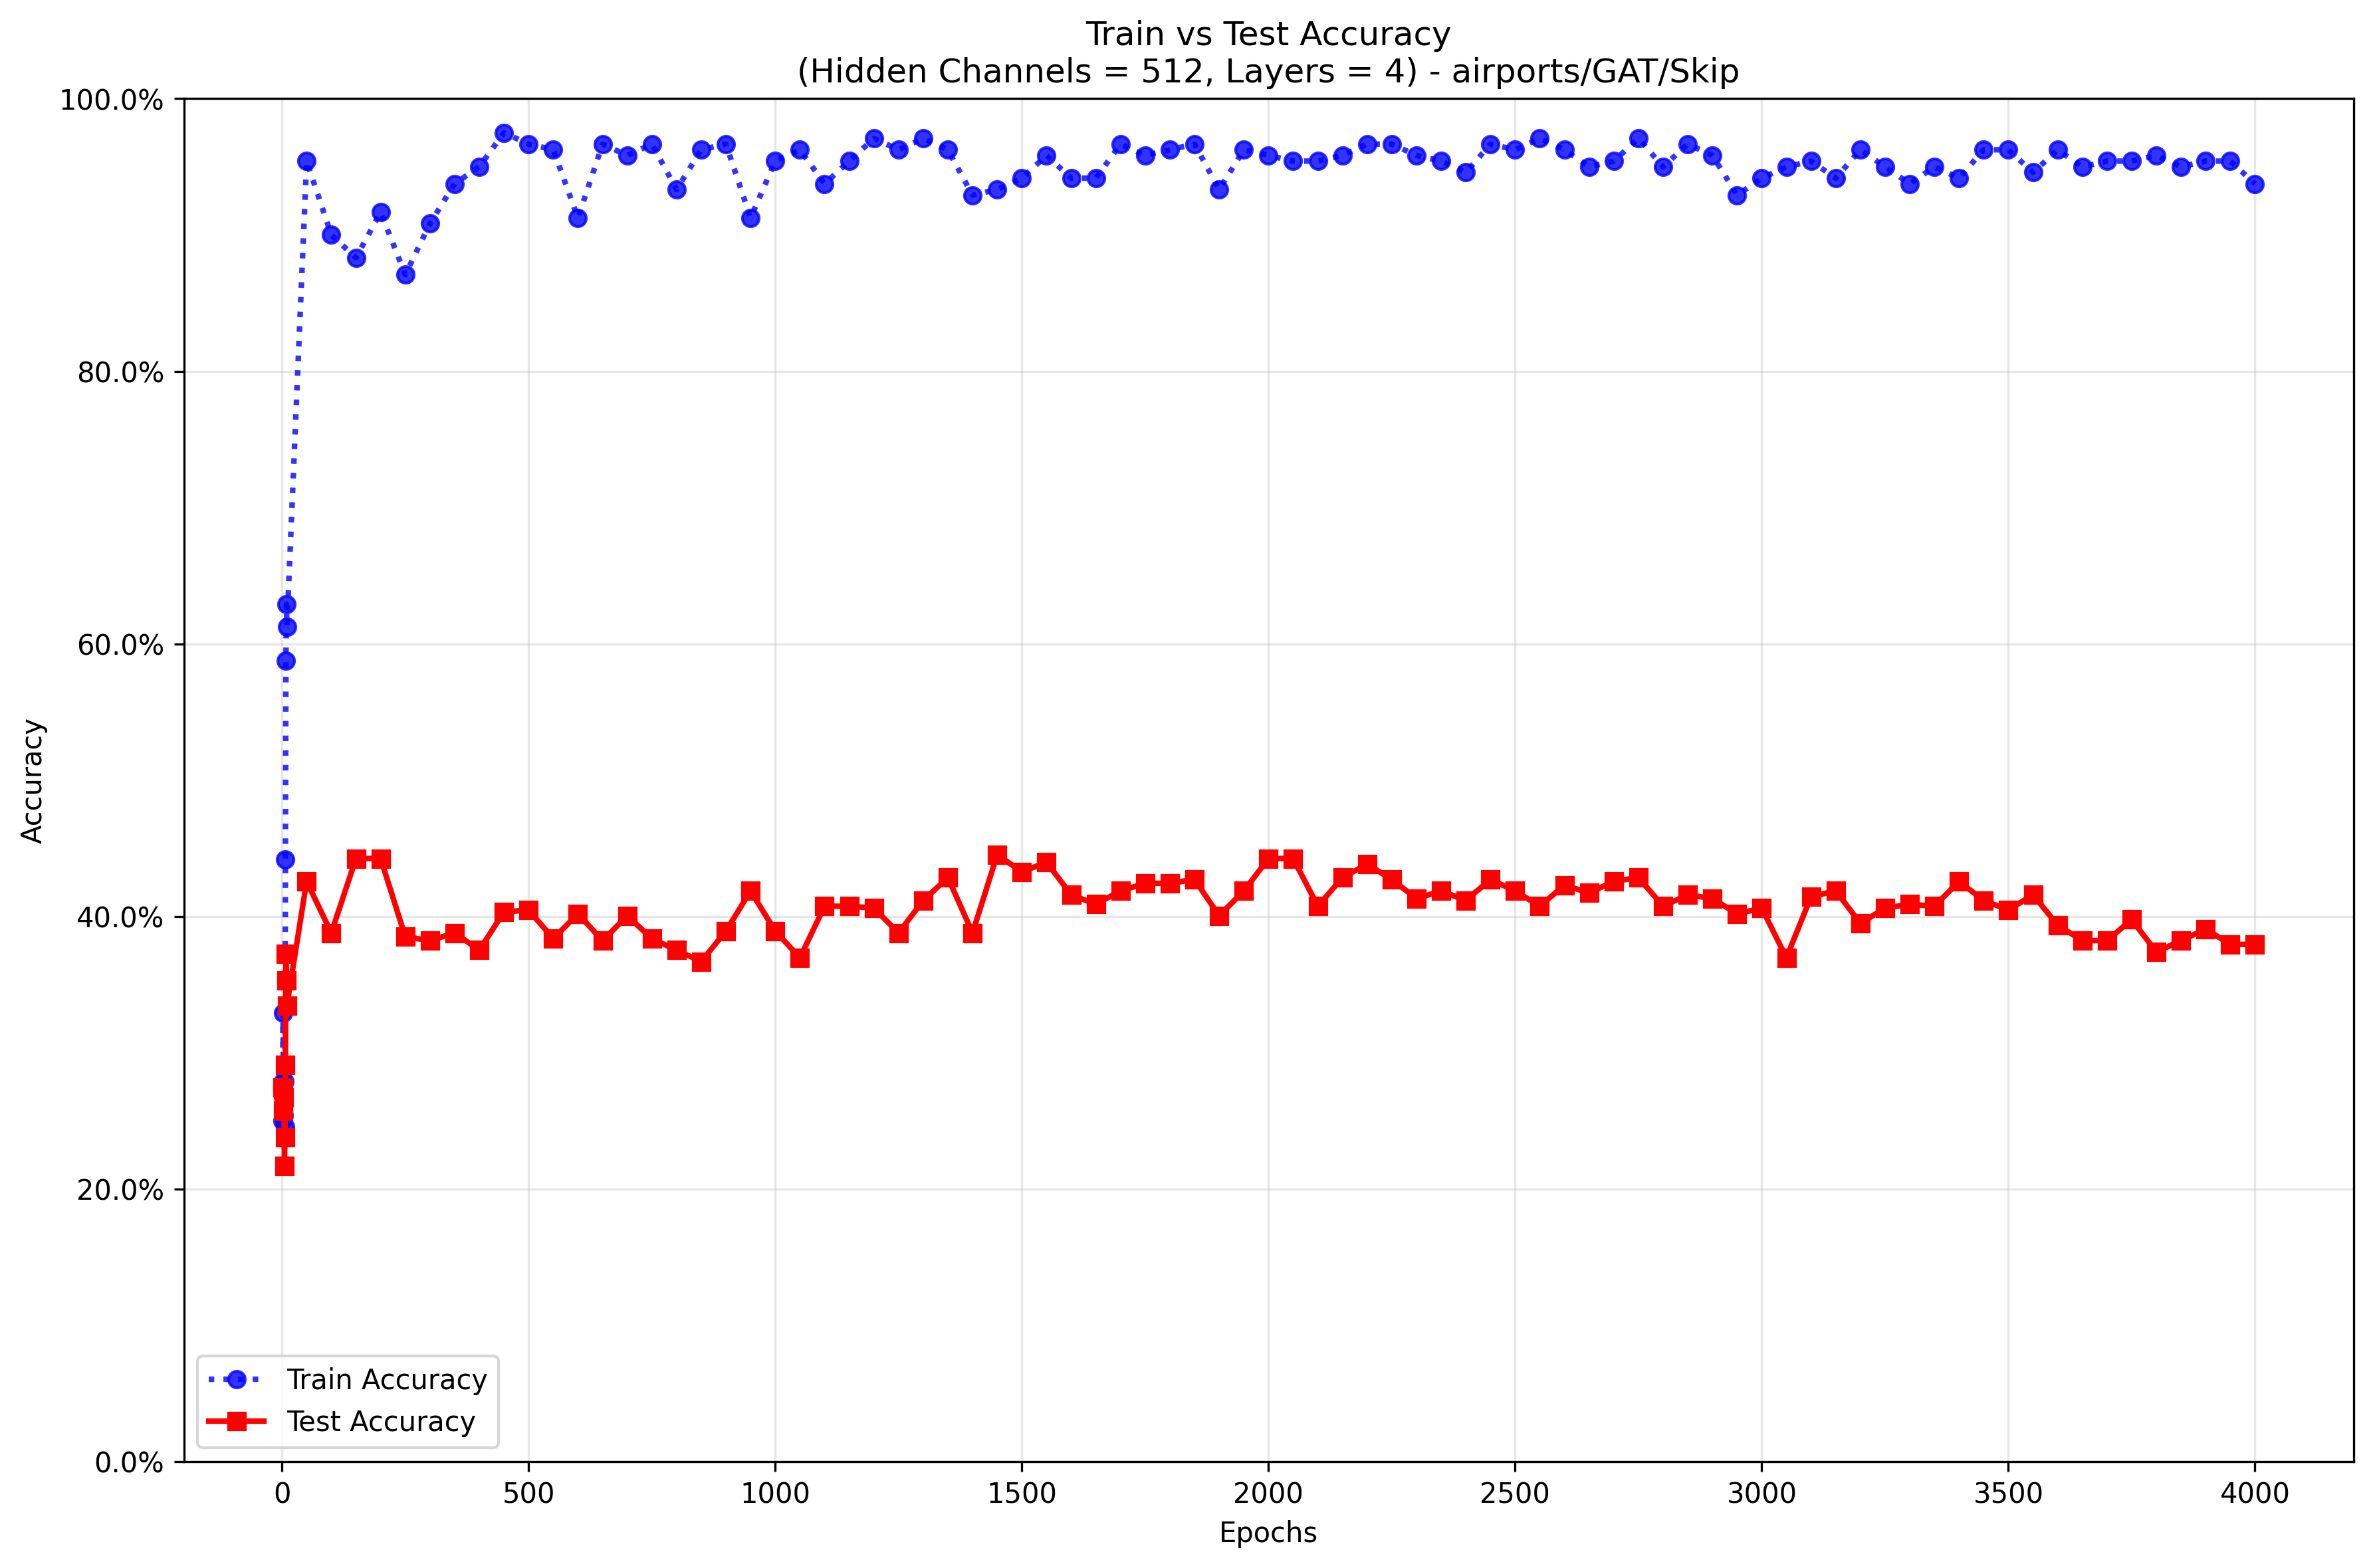 Train vs Test Accuracy
(Hidden Channels = 512, Layers = 4) - airports/GAT/Skip
100.0%
80.0%
60.0%
40.0%
20.0%
0.0%
Accuracy
Train Accuracy
Test Accuracy
0
500
1000
1500
2000
2500
3000
3500
4000
Epochs